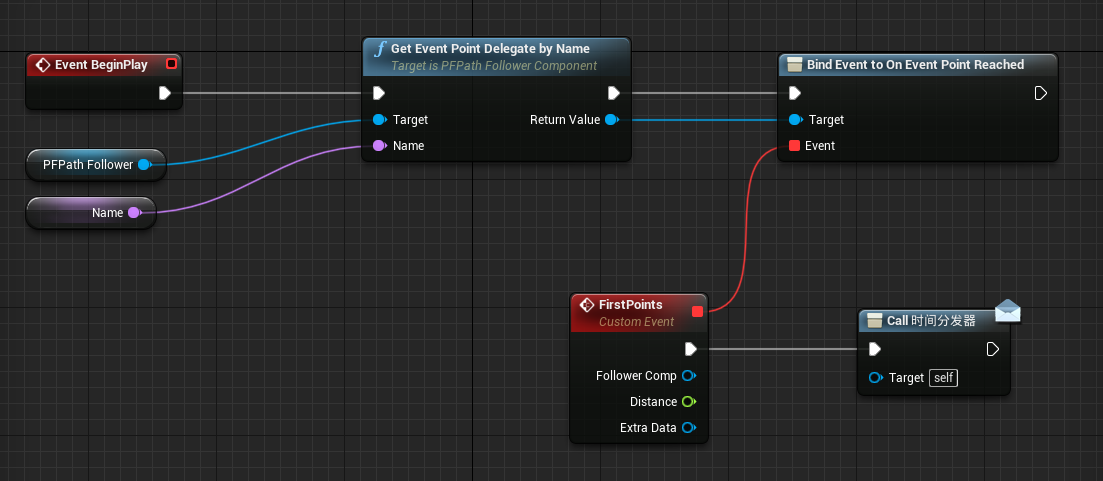 Event BeginPlay
Get Event Point Delegate by Name
Target is PFPath Follower Component
Target
Return Value
Name
Bind Event to On Event Point Reached
Target
Event
PFPath Follower
Name
FirstPoints
Custom Event
Follower Comp
Distance
Extra Data
Call 时间分发器
Target self